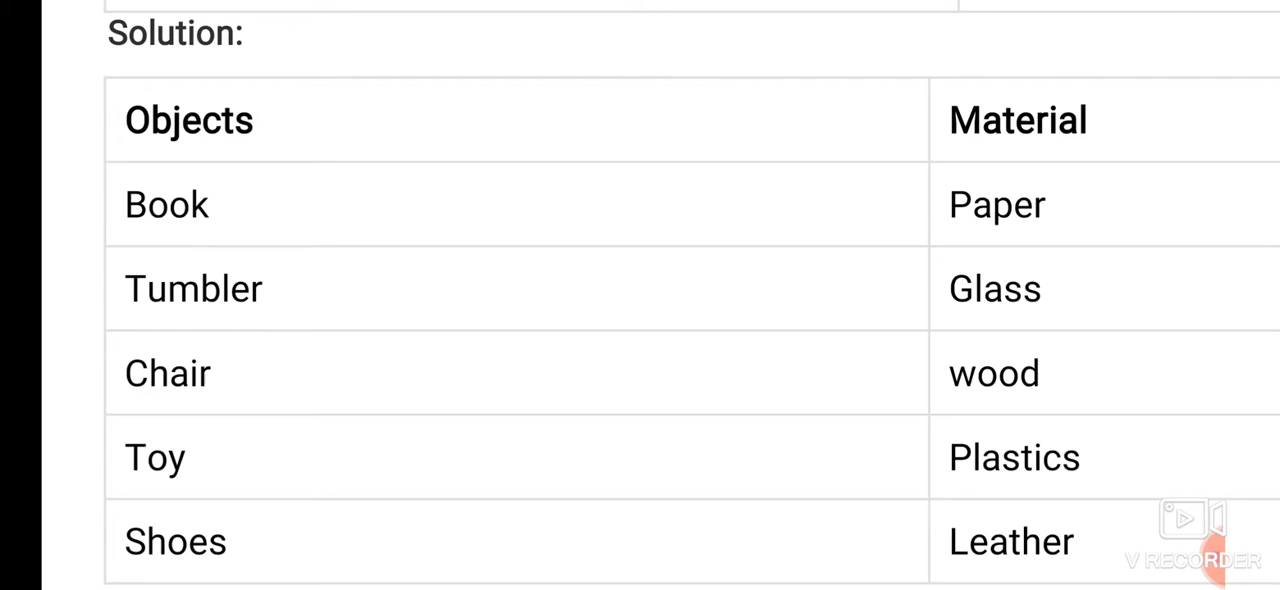 Solution:
Objects Material
Book Paper
Tumbler Glass
Chair wood
Toy Plastics
Shoes Leather
V RECORDER